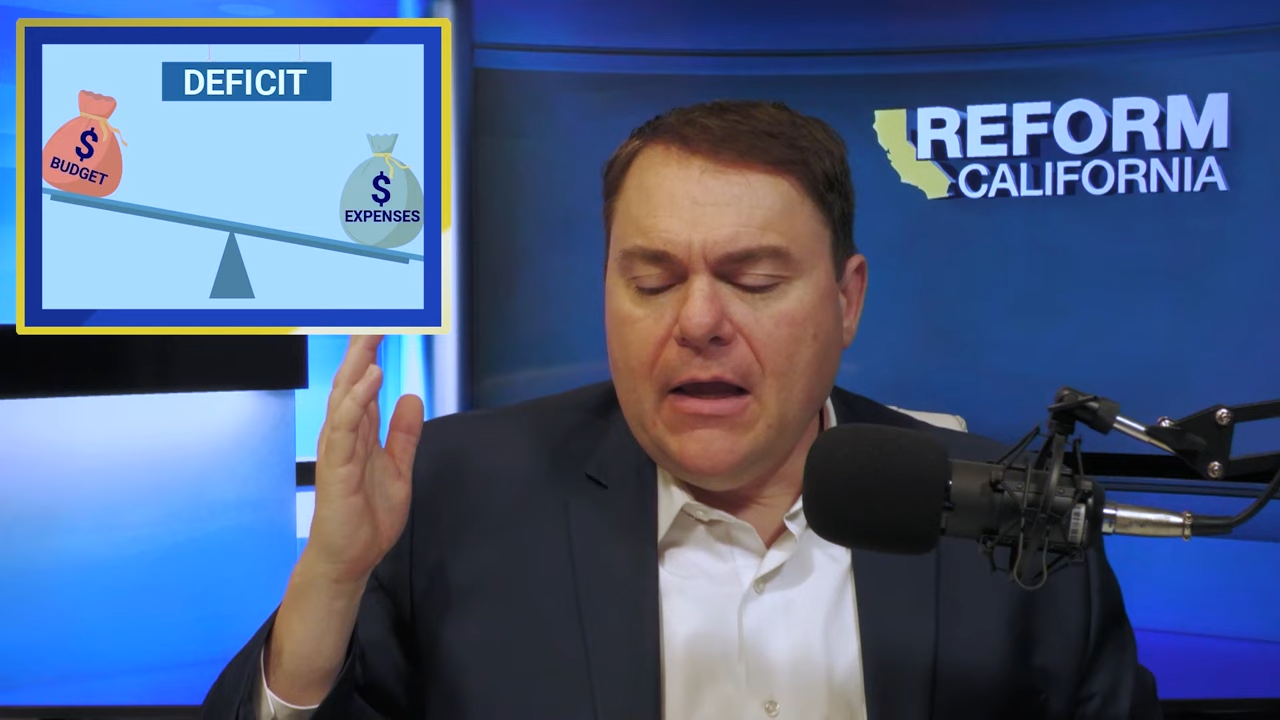 DEFICIT
$
BUDGET
$
EXPENSES
REFORM
CALIFORNIA